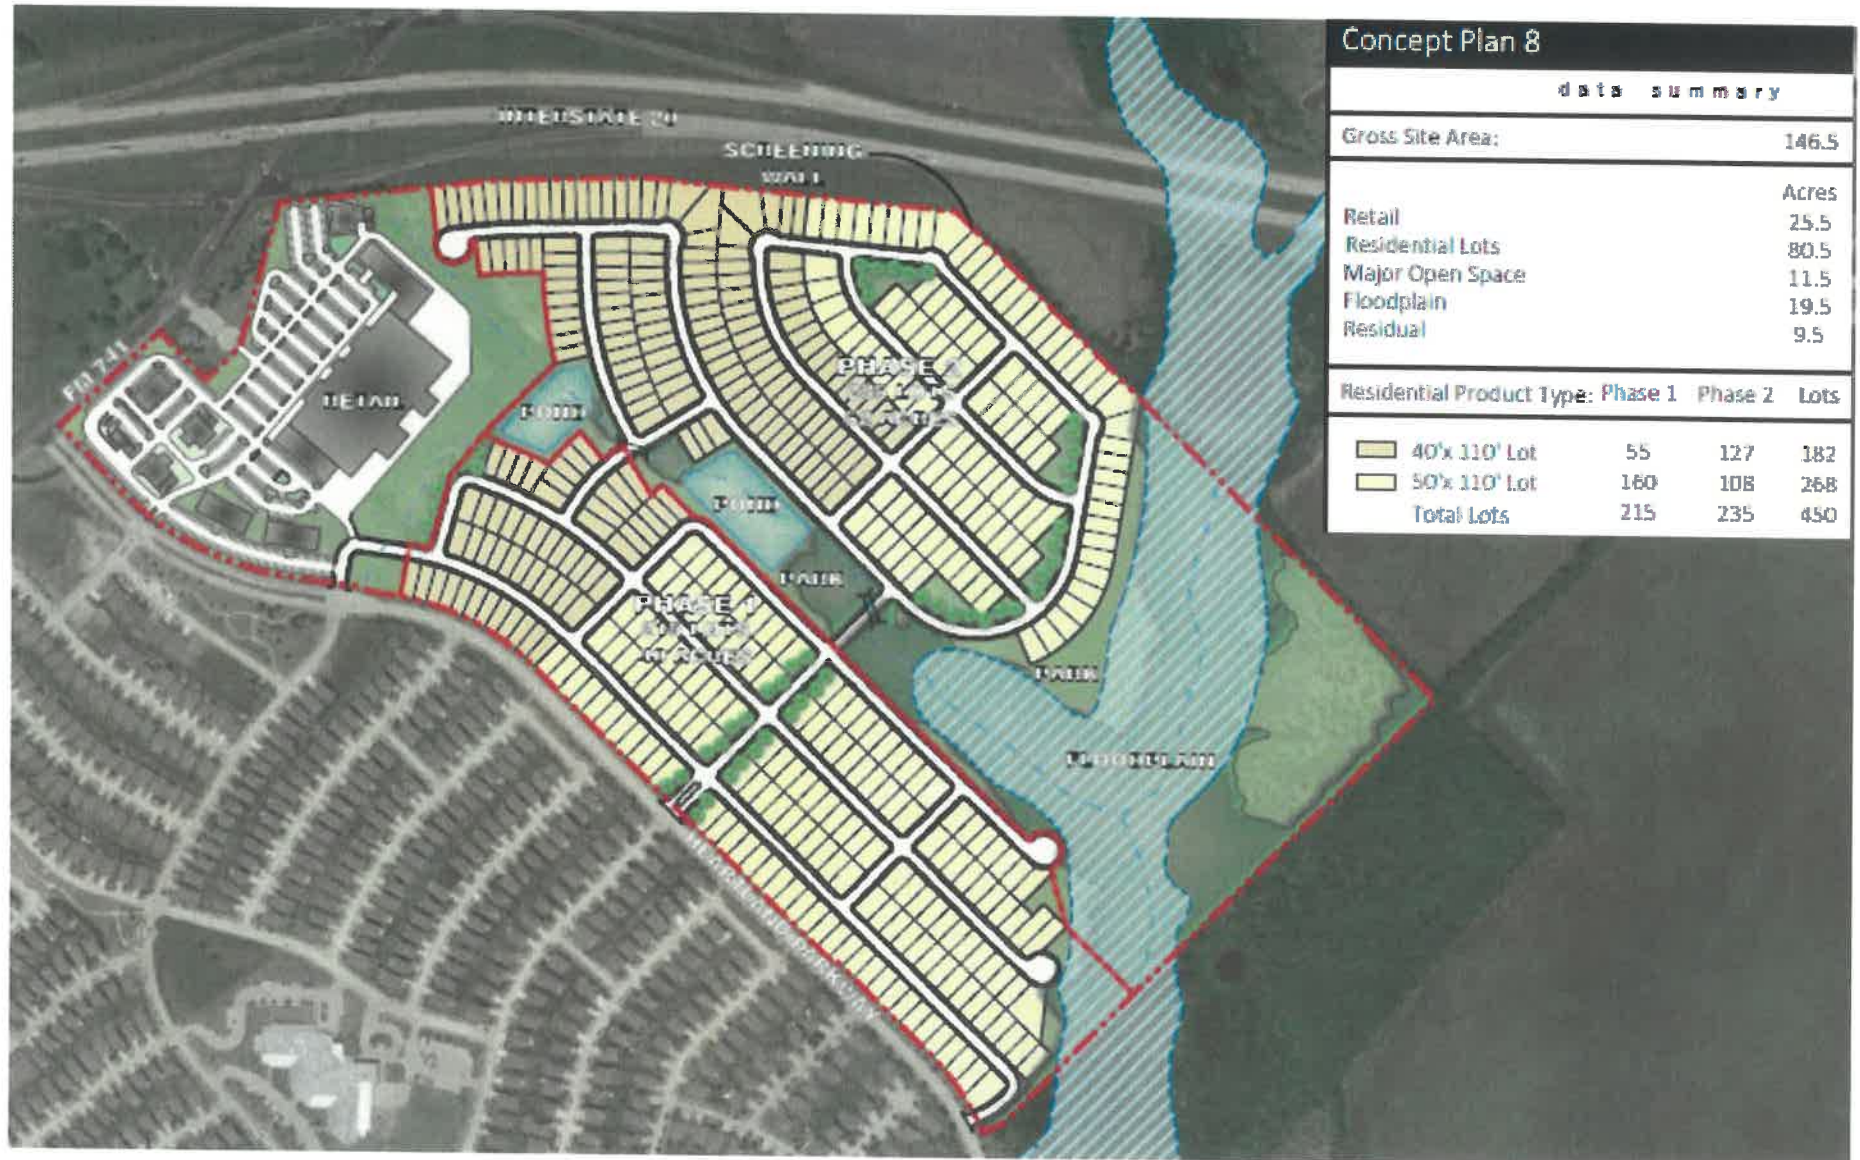 Concept Plan 8
data summary
Gross Site Area: 146.5
Acres
Retail 25.5
Residential Lots 80.5
Major Open Space 11.5
Floodplain 19.5
Residual 9.5
Residential Product Type: Phase 1 Phase 2 Lots
40'x 110' Lot 55 127 182
50'x 110' Lot 160 108 268
Total Lots 215 235 450
INTERSTATE 20
SCREENING
WALL
FM 741
RETAIL
POND
PHASE 2
POND
PARK
PHASE 1
PARK
FLOODPLAIN
PARKWAY